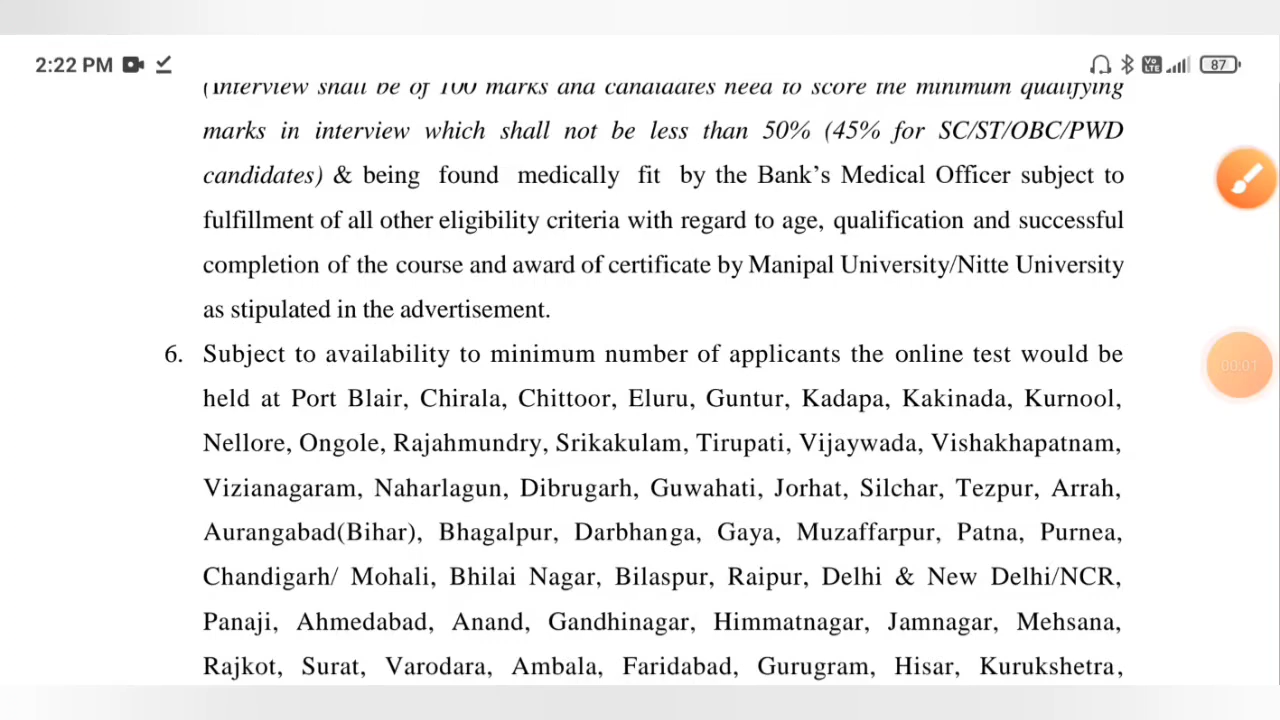 2:22 PM
Vo LTE
87
(Interview shall be of 100 marks and candidates need to score the minimum qualifying
marks in interview which shall not be less than 50% (45% for SC/ST/OBC/PWD
candidates) & being found medically fit by the Bank's Medical Officer subject to
fulfillment of all other eligibility criteria with regard to age, qualification and successful
completion of the course and award of certificate by Manipal University/Nitte University
as stipulated in the advertisement.
6. Subject to availability to minimum number of applicants the online test would be
held at Port Blair, Chirala, Chittoor, Eluru, Guntur, Kadapa, Kakinada, Kurnool,
Nellore, Ongole, Rajahmundry, Srikakulam, Tirupati, Vijaywada, Vishakhapatnam,
Vizianagaram, Naharlagun, Dibrugarh, Guwahati, Jorhat, Silchar, Tezpur, Arrah,
Aurangabad(Bihar), Bhagalpur, Darbhanga, Gaya, Muzaffarpur, Patna, Purnea,
Chandigarh/ Mohali, Bhilai Nagar, Bilaspur, Raipur, Delhi & New Delhi/NCR,
Panaji, Ahmedabad, Anand, Gandhinagar, Himmatnagar, Jamnagar, Mehsana,
Rajkot, Surat, Varodara, Ambala, Faridabad, Gurugram, Hisar, Kurukshetra,
00:01